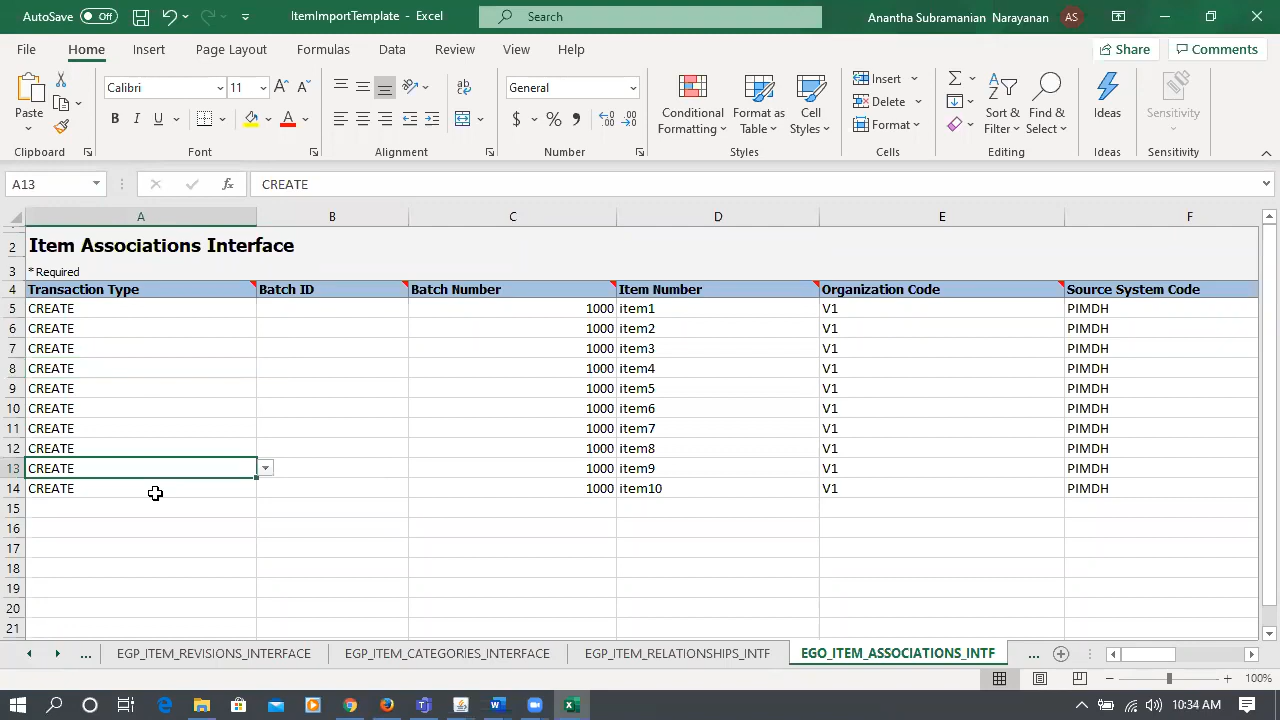 AutoSave Off ItemImportTemplate - Excel Search Anantha Subramanian Narayanan AS
File Home Insert Page Layout Formulas Data Review View Help Share Comments
Paste
Clipboard
Calibri 11
B I U A
Font
Alignment
General
$ % ,
Number
Conditional Formatting
Format as Table
Cell Styles
Styles
Insert
Delete
Format
Cells
Sort & Filter
Find & Select
Editing
Ideas
Ideas
Sensitivity
Sensitivity
A13 fx CREATE
A B C D E F
2 Item Associations Interface
3 * Required
4 Transaction Type Batch ID Batch Number Item Number Organization Code Source System Code
5 CREATE 1000 item1 V1 PIMDH
6 CREATE 1000 item2 V1 PIMDH
7 CREATE 1000 item3 V1 PIMDH
8 CREATE 1000 item4 V1 PIMDH
9 CREATE 1000 item5 V1 PIMDH
10 CREATE 1000 item6 V1 PIMDH
11 CREATE 1000 item7 V1 PIMDH
12 CREATE 1000 item8 V1 PIMDH
13 CREATE 1000 item9 V1 PIMDH
14 CREATE 1000 item10 V1 PIMDH
15
16
17
18
19
20
21
... EGP_ITEM_REVISIONS_INTERFACE EGP_ITEM_CATEGORIES_INTERFACE EGP_ITEM_RELATIONSHIPS_INTF EGO_ITEM_ASSOCIATIONS_INTF ...
100%
10:34 AM